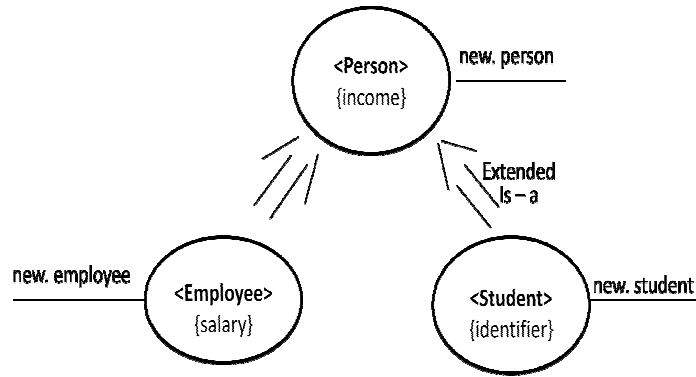 <Person>
{income}
new. person
Extended
Is – a
new. employee
<Employee>
{salary}
<Student>
{identifier}
new. student